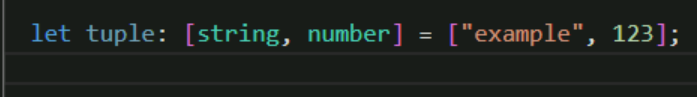 let tuple: [string, number] = ["example", 123];